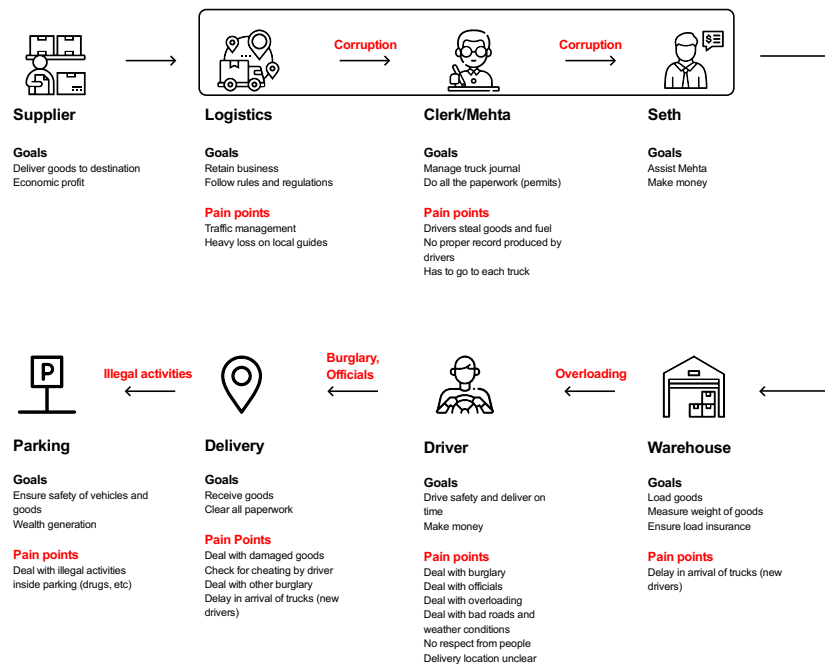 Corruption
Corruption
$
Supplier
Goals
Deliver goods to destination
Economic profit
Logistics
Goals
Retain business
Follow rules and regulations
Pain points
Traffic management
Heavy loss on local guides
Clerk/Mehta
Goals
Manage truck journal
Do all the paperwork (permits)
Pain points
Drivers steal goods and fuel
No proper record produced by
drivers
Has to go to each truck
Seth
Goals
Assist Mehta
Make money
P
Illegal activities
Burglary,
Officials
Overloading
Parking
Goals
Ensure safety of vehicles and
goods
Wealth generation
Pain points
Deal with illegal activities
inside parking (drugs, etc)
Delivery
Goals
Receive goods
Clear all paperwork
Pain Points
Deal with damaged goods
Check for cheating by driver
Deal with other burglary
Delay in arrival of trucks (new
drivers)
Driver
Goals
Drive safety and deliver on
time
Make money
Pain points
Deal with burglary
Deal with officials
Deal with overloading
Deal with bad roads and
weather conditions
No respect from people
Delivery location unclear
Warehouse
Goals
Load goods
Measure weight of goods
Ensure load insurance
Pain points
Delay in arrival of trucks (new
drivers)